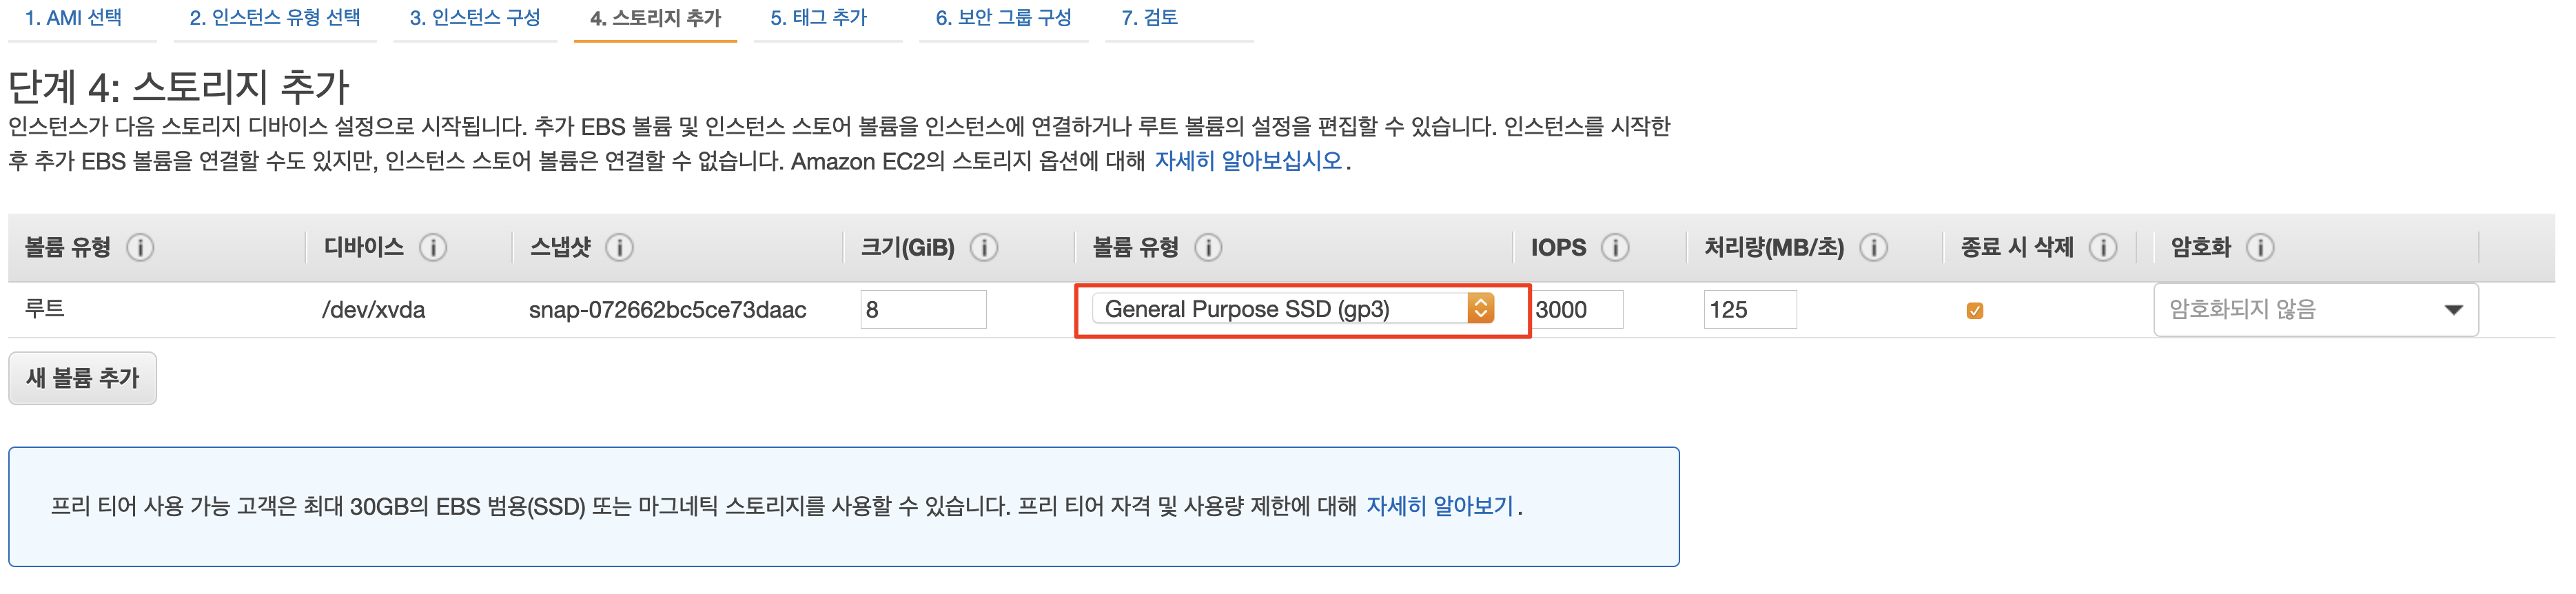 1. AMI 선택 2. 인스턴스 유형 선택 3. 인스턴스 구성 4. 스토리지 추가 5. 태그 추가 6. 보안 그룹 구성 7. 검토
단계 4: 스토리지 추가
인스턴스가 다음 스토리지 디바이스 설정으로 시작됩니다. 추가 EBS 볼륨 및 인스턴스 스토어 볼륨을 인스턴스에 연결하거나 루트 볼륨의 설정을 편집할 수 있습니다. 인스턴스를 시작한
후 추가 EBS 볼륨을 연결할 수도 있지만, 인스턴스 스토어 볼륨은 연결할 수 없습니다. Amazon EC2의 스토리지 옵션에 대해 자세히 알아보십시오.
볼륨 유형 i 디바이스 i 스냅샷 i 크기(GiB) i 볼륨 유형 i IOPS i 처리량(MB/초) i 종료 시 삭제 i 암호화 i
루트 /dev/xvda snap-072662bc5ce73daac 8 General Purpose SSD (gp3) 3000 125 암호화되지 않음
새 볼륨 추가
프리 티어 사용 가능 고객은 최대 30GB의 EBS 범용(SSD) 또는 마그네틱 스토리지를 사용할 수 있습니다. 프리 티어 자격 및 사용량 제한에 대해 자세히 알아보기.